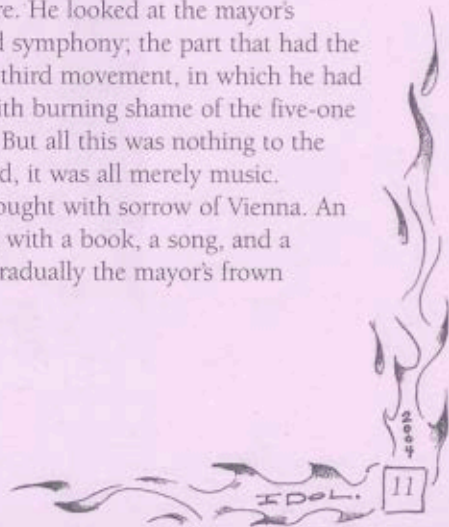 re. He looked at the mayor's
d symphony; the part that had the
third movement, in which he had
ith burning shame of the five-one
But all this was nothing to the
d, it was all merely music.
ought with sorrow of Vienna. An
with a book, a song, and a
radually the mayor's frown
2004
IDOL.
11